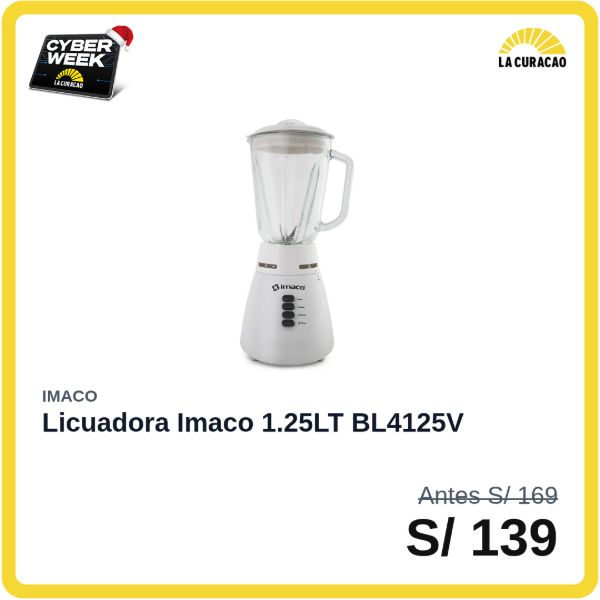 CYBER
WEEK
LA CURACAO
LA CURACAO
imaco
IMACO
Licuadora Imaco 1.25LT BL4125V
Antes S/ 169
S/ 139